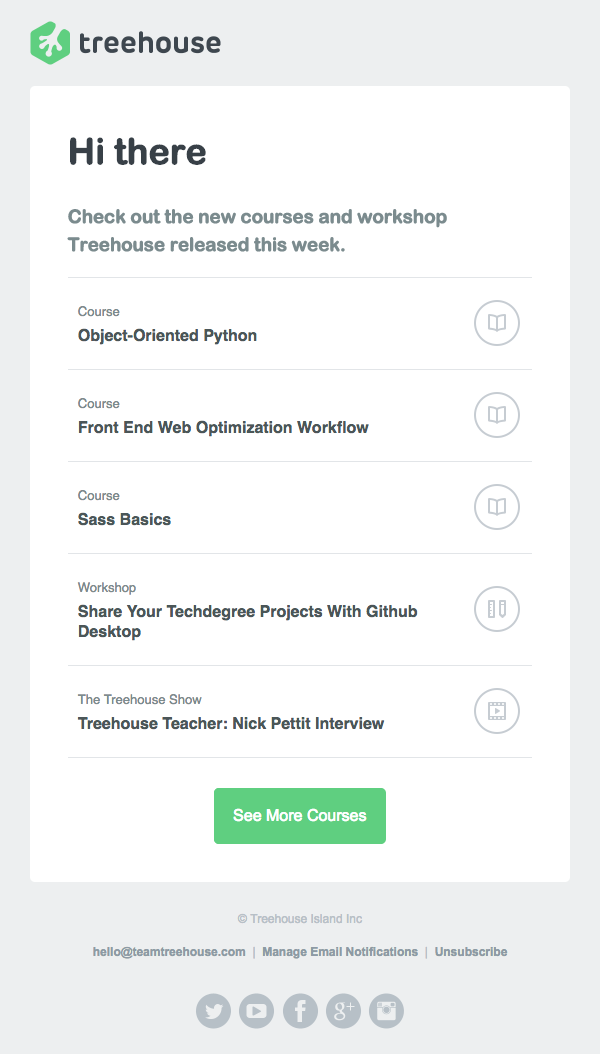 treehouse
Hi there
Check out the new courses and workshop
Treehouse released this week.
Course
Object-Oriented Python
Course
Front End Web Optimization Workflow
Course
Sass Basics
Workshop
Share Your Techdegree Projects With Github
Desktop
The Treehouse Show
Treehouse Teacher: Nick Pettit Interview
See More Courses
© Treehouse Island Inc
hello@teamtreehouse.com | Manage Email Notifications | Unsubscribe
g+